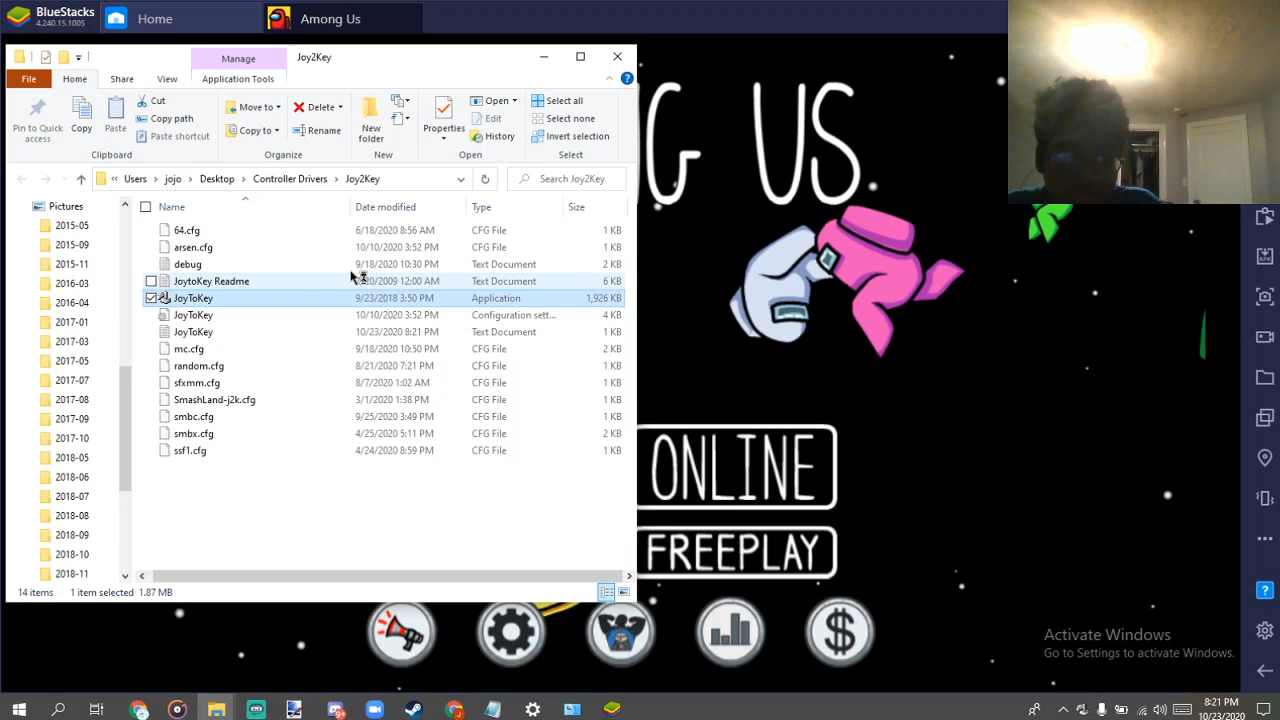 BlueStacks
4.240.15.1005
Home
Among Us
Manage
Joy2Key
File
Home
Share
View
Application Tools
Pin to Quick access
Copy
Paste
Cut
Copy path
Paste shortcut
Clipboard
Move to
Copy to
Delete
Rename
Organize
New folder
New
Properties
Open
Edit
History
Open
Select all
Select none
Invert selection
Select
Users
jojo
Desktop
Controller Drivers
Joy2Key
Search Joy2Key
Pictures
2015-05
2015-09
2015-11
2016-03
2016-04
2017-01
2017-03
2017-05
2017-07
2017-08
2017-09
2017-10
2018-05
2018-06
2018-07
2018-08
2018-09
2018-10
2018-11
Name
Date modified
Type
Size
64.cfg 6/18/2020 8:56 AM CFG File 1 KB
arsen.cfg 10/10/2020 3:52 PM CFG File 1 KB
debug 9/18/2020 10:30 PM Text Document 2 KB
JoytoKey Readme /2009 12:00 AM Text Document 6 KB
JoyToKey 9/23/2018 3:50 PM Application 1,926 KB
JoyToKey 10/10/2020 3:52 PM Configuration sett... 4 KB
JoyToKey 10/23/2020 8:21 PM Text Document 1 KB
mc.cfg 9/18/2020 10:50 PM CFG File 2 KB
random.cfg 8/21/2020 7:21 PM CFG File 1 KB
sfxmm.cfg 8/7/2020 1:02 AM CFG File 1 KB
SmashLand-j2k.cfg 3/1/2020 1:38 PM CFG File 1 KB
smbc.cfg 9/25/2020 3:49 PM CFG File 1 KB
smbx.cfg 4/25/2020 5:11 PM CFG File 2 KB
ssf1.cfg 4/24/2020 8:59 PM CFG File 1 KB
14 items 1 item selected 1.87 MB
G US
ONLINE
FREEPLAY
$
Activate Windows
Go to Settings to activate Windows.
8:21 PM
10/23/2020